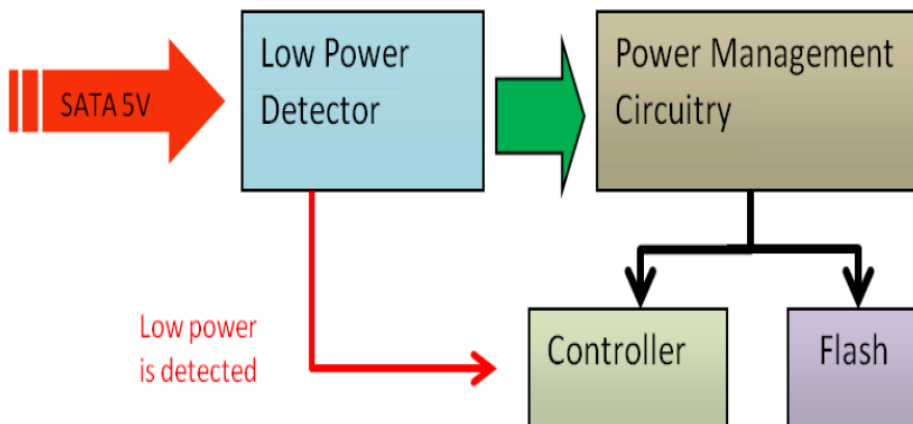 SATA 5V
Low Power
Detector
Power Management
Circuitry
Low power
is detected
Controller
Flash